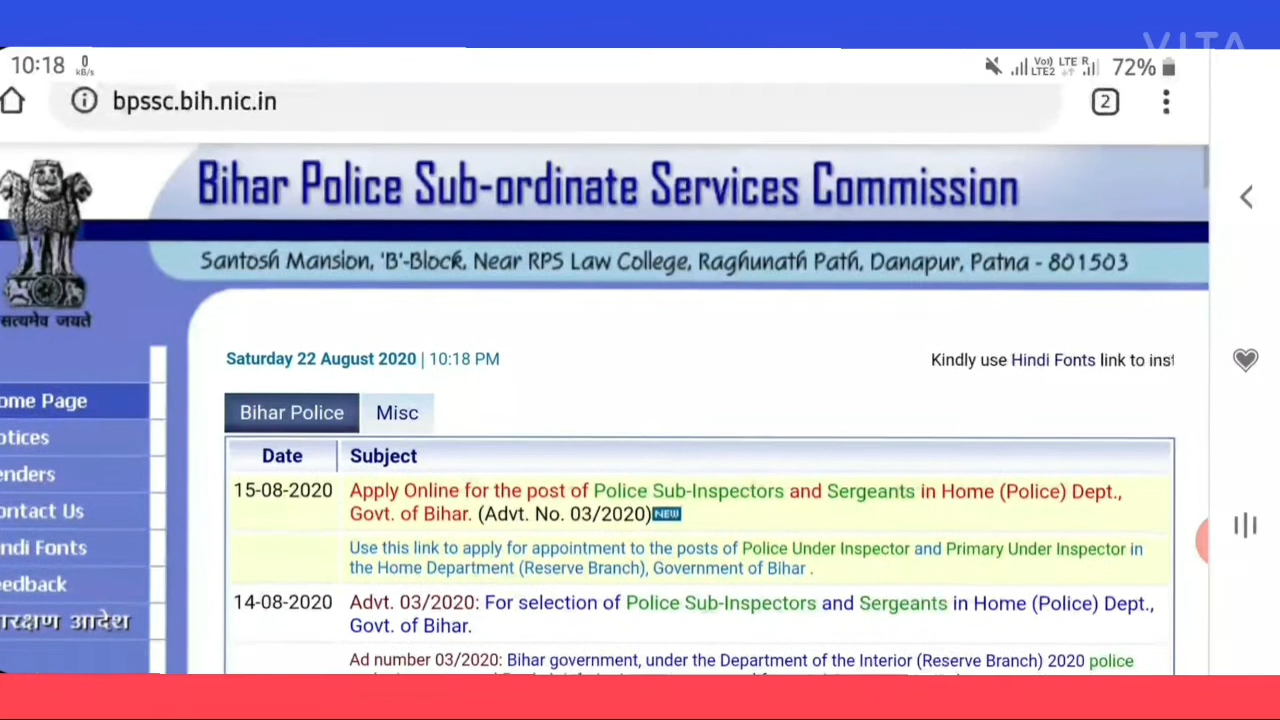 VITA
10:18 0 kB/s Vo) LTE2 LTE R 72%
bpssc.bih.nic.in 2
Bihar Police Sub-ordinate Services Commission
Santosh Mansion, 'B'-Block, Near RPS Law College, Raghunath Path, Danapur, Patna - 801503
सत्यमेव जयते
Saturday 22 August 2020 | 10:18 PM Kindly use Hindi Fonts link to inst
ome Page
otices
enders
ontact Us
ndi Fonts
eedback
ारक्षण आदेश
Bihar Police Misc
Date Subject
15-08-2020 Apply Online for the post of Police Sub-Inspectors and Sergeants in Home (Police) Dept.,
Govt. of Bihar. (Advt. No. 03/2020) NEW
Use this link to apply for appointment to the posts of Police Under Inspector and Primary Under Inspector in
the Home Department (Reserve Branch), Government of Bihar .
14-08-2020 Advt. 03/2020: For selection of Police Sub-Inspectors and Sergeants in Home (Police) Dept.,
Govt. of Bihar.
Ad number 03/2020: Bihar government, under the Department of the Interior (Reserve Branch) 2020 police